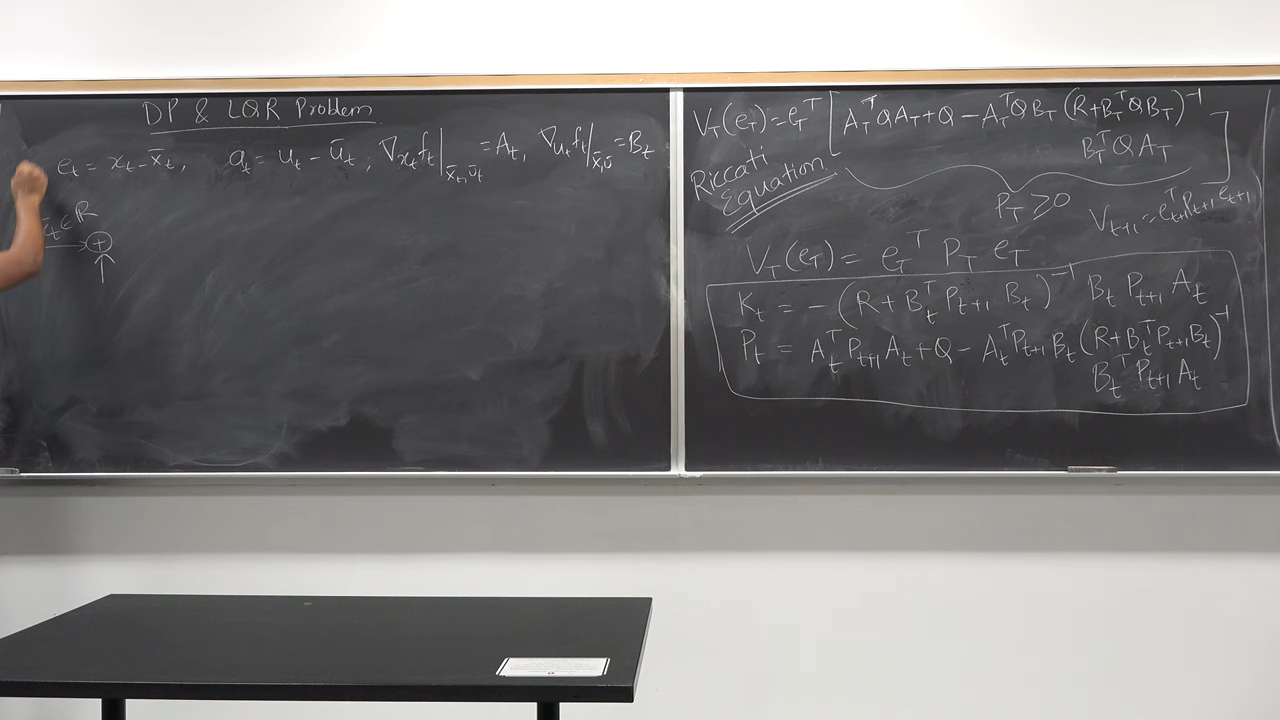 DP & LQR Problem
e_t = x_t - x̄_t, a_t = u_t - ū_t; ∇_{x_t} f_t |_{x̄_t, ū_t} = A_t, ∇_{u_t} f_t |_{x̄, ū} = B_t
∈ R
+
V_T(e_T) = e_T^T [ A_T^T Q A_T + Q - A_T^T Q B_T (R + B_T^T Q B_T)^{-1}
B_T^T Q A_T ]
Riccati
Equation.
P_T ≥ 0
V_{t+1} = e_{t+1}^T P_{t+1} e_{t+1}
V_T(e_T) = e_T^T P_T e_T
K_t = - (R + B_t^T P_{t+1} B_t)^{-1} B_t P_{t+1} A_t
P_t = A_t^T P_{t+1} A_t + Q - A_t^T P_{t+1} B_t (R + B_t^T P_{t+1} B_t)^{-1}
B_t^T P_{t+1} A_t